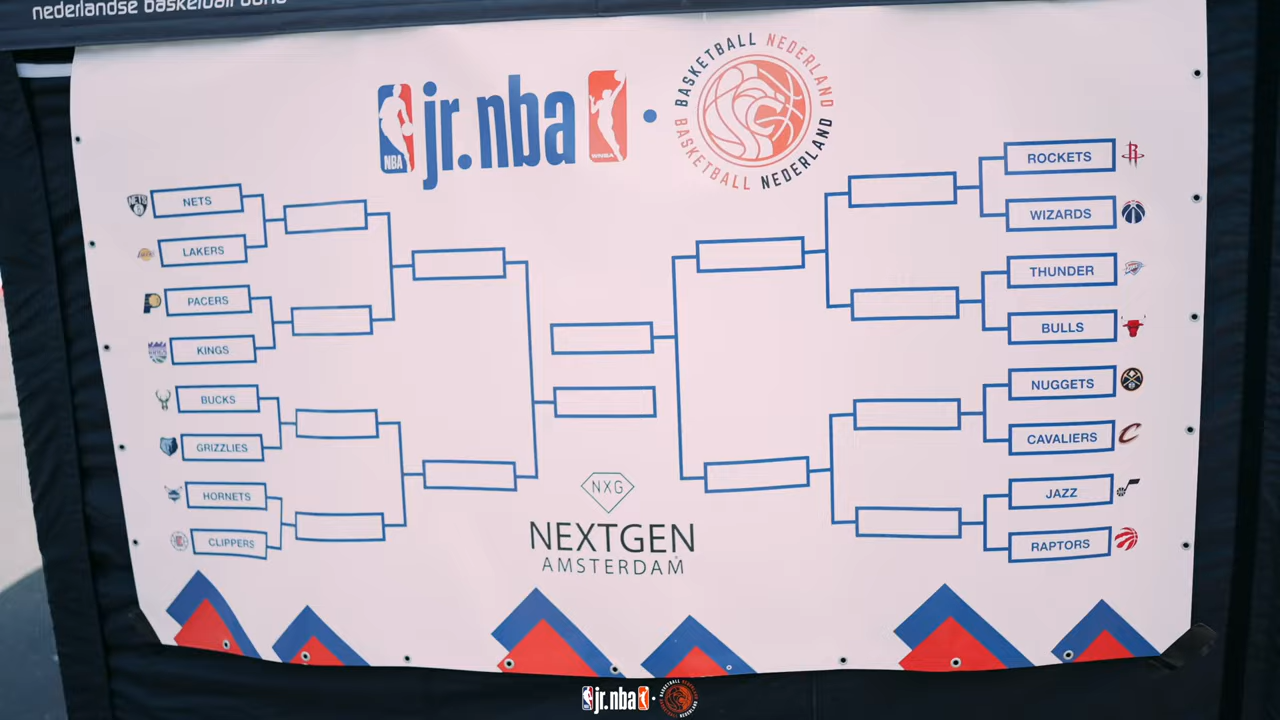 nederlandse basketball bond
BASKETBALL NEDERLAND
BASKETBALL NEDERLAND
NBA
jr.nba
WNBA
NETS
LAKERS
PACERS
KINGS
BUCKS
GRIZZLIES
HORNETS
CLIPPERS
ROCKETS
WIZARDS
THUNDER
BULLS
NUGGETS
CAVALIERS
JAZZ
RAPTORS
NXG
NEXTGEN
AMSTERDAM
jr.nba